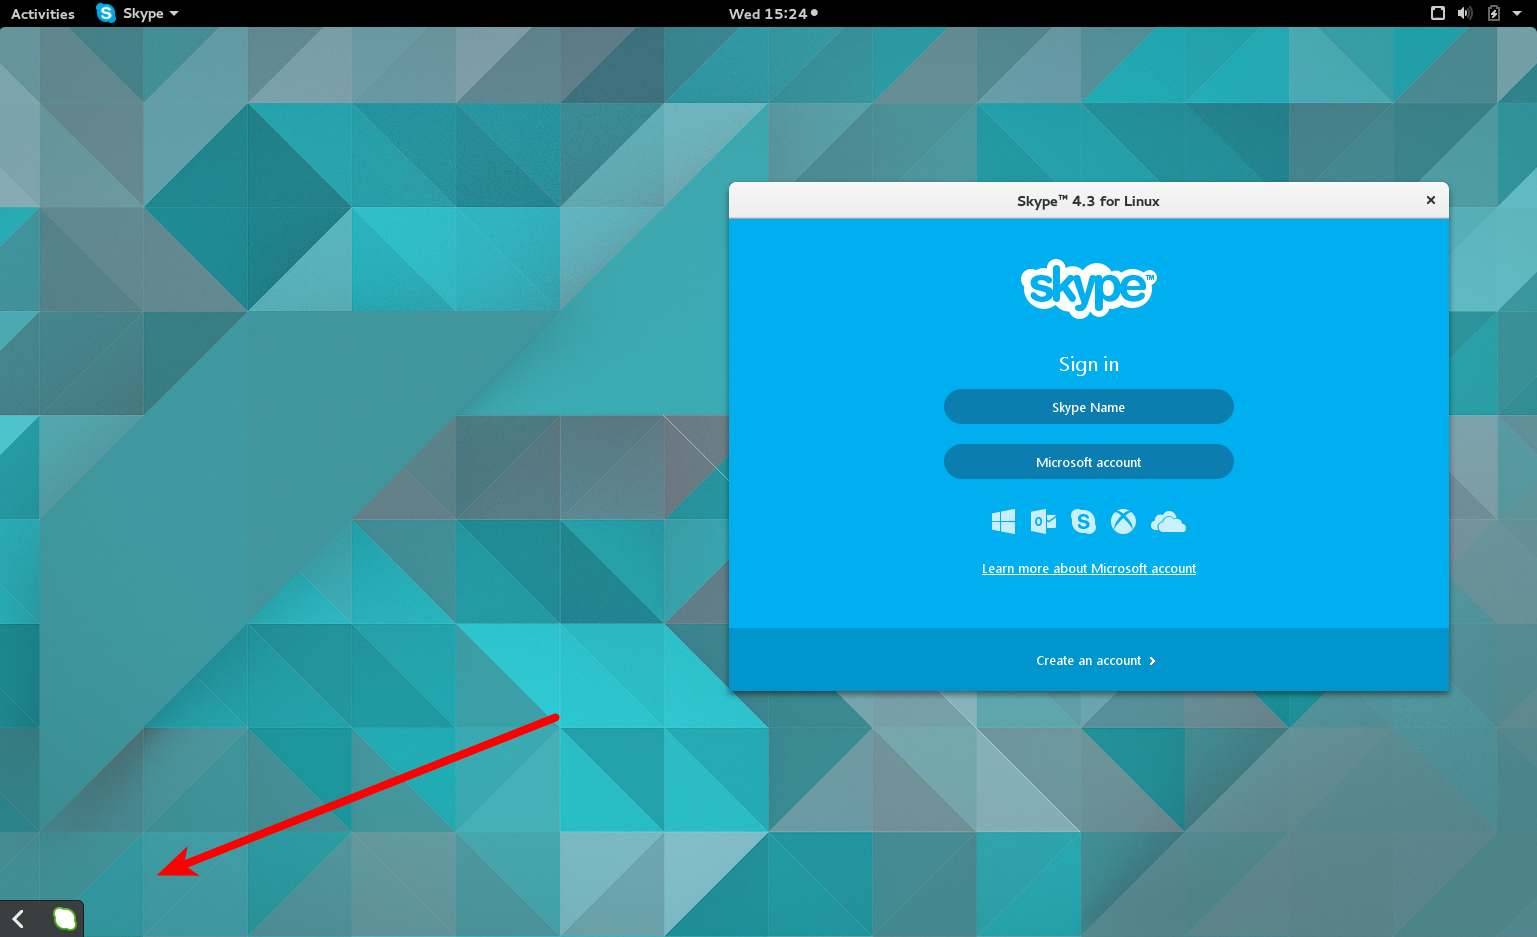 Activities Skype Wed 15:24
Skype™ 4.3 for Linux
skype™
Sign in
Skype Name
Microsoft account
Learn more about Microsoft account
Create an account